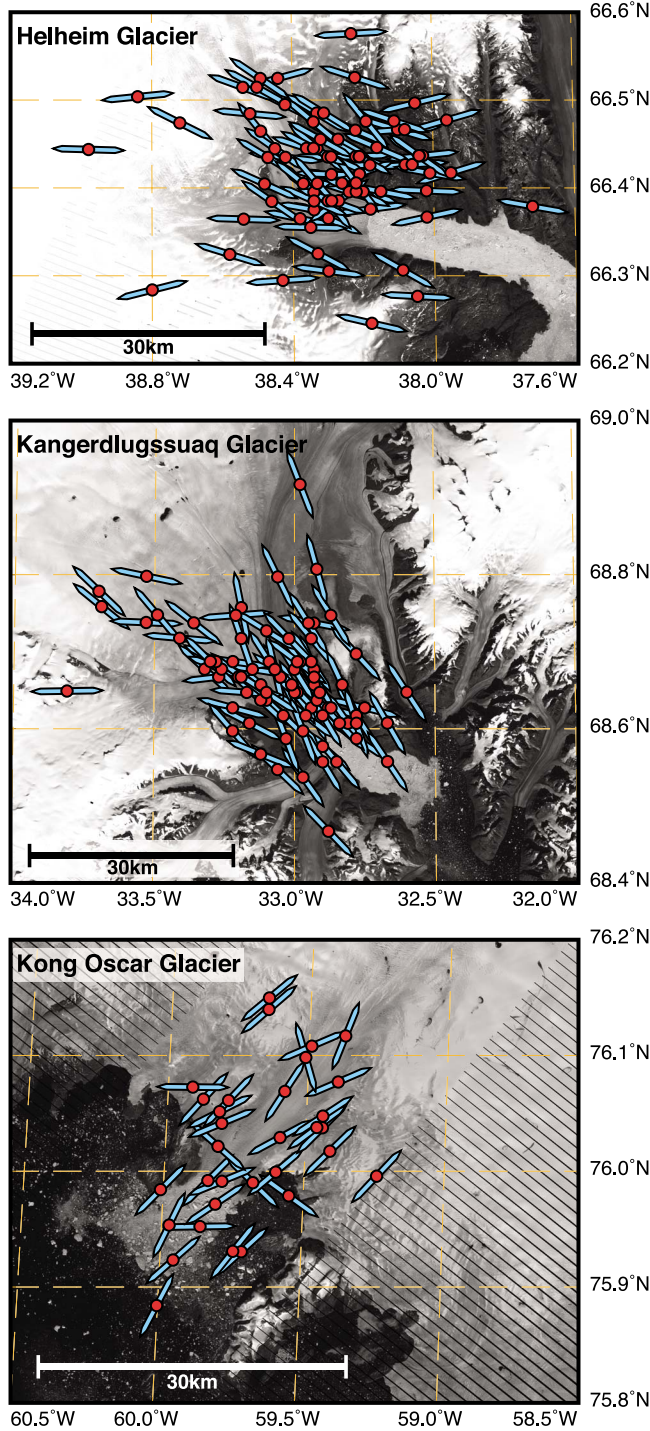 Helheim Glacier
66.6°N
66.5°N
66.4°N
66.3°N
30km
66.2°N
39.2°W 38.8°W 38.4°W 38.0°W 37.6°W
69.0°N
Kangerdlugssuaq Glacier
68.8°N
68.6°N
30km
68.4°N
34.0°W 33.5°W 33.0°W 32.5°W 32.0°W
76.2°N
Kong Oscar Glacier
76.1°N
76.0°N
75.9°N
30km
75.8°N
60.5°W 60.0°W 59.5°W 59.0°W 58.5°W